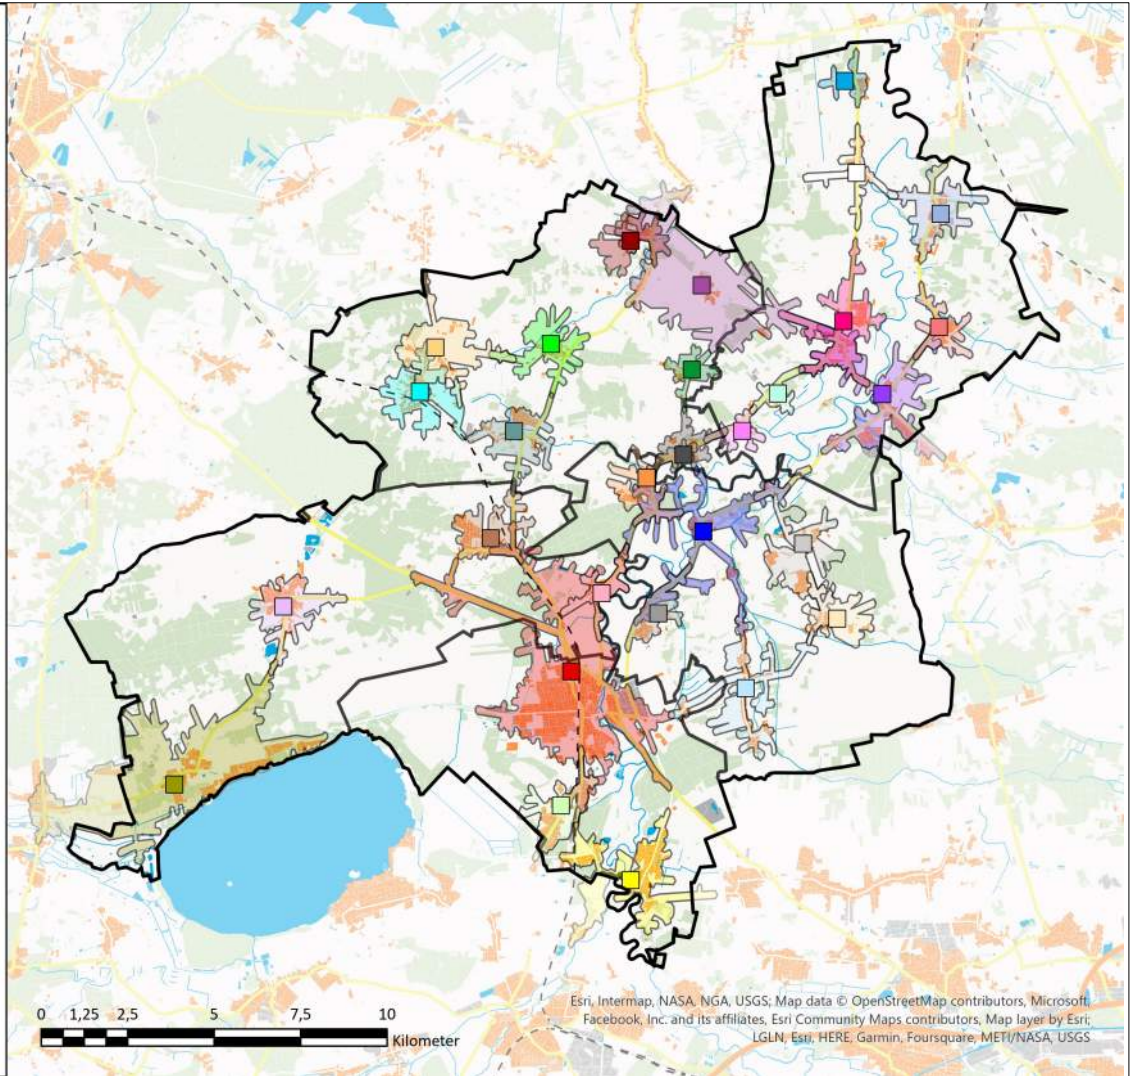 0 1,25 2,5 5 7,5 10
Kilometer
Esri, Intermap, NASA, NGA, USGS; Map data © OpenStreetMap contributors, Microsoft,
Facebook, Inc. and its affiliates, Esri Community Maps contributors, Map layer by Esri;
LGLN, Esri, HERE, Garmin, Foursquare, METI/NASA, USGS